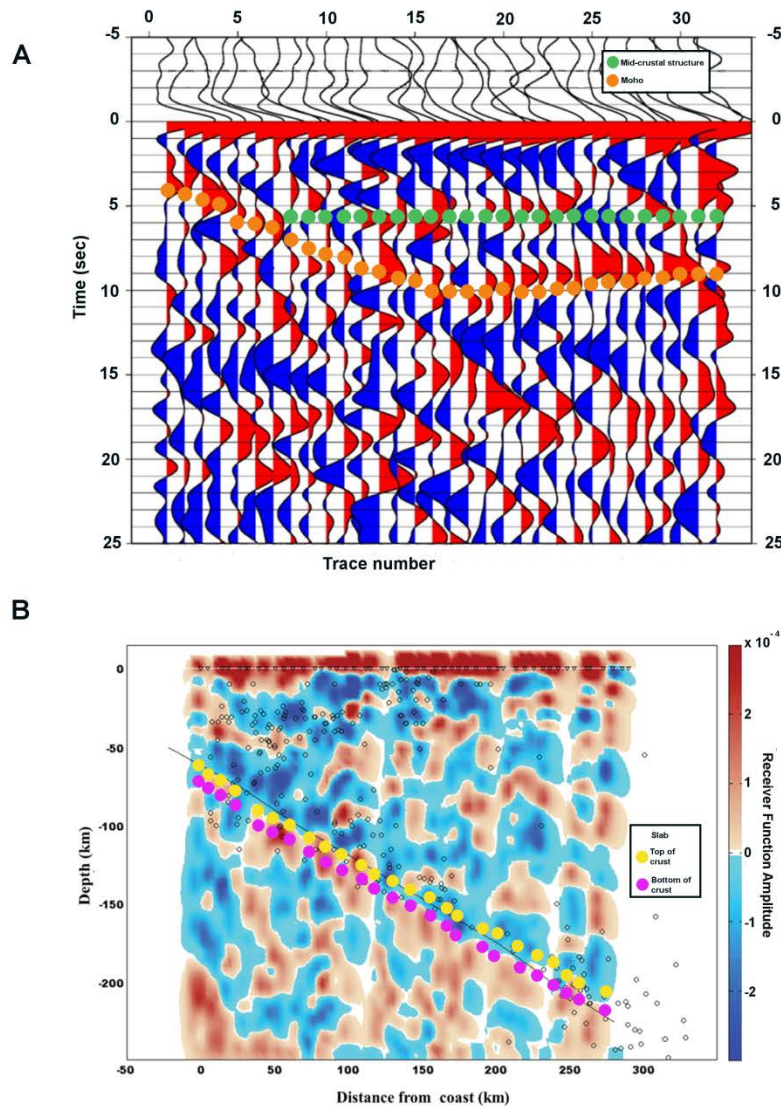 A
0 5 10 15 20 25 30
-5 -5
Mid-crustal structure
Moho
0 0
5 5
10 10
15 15
20 20
25 25
Time (sec)
Trace number
B
x 10⁻⁴
0
-50
-100
-150
-200
Depth (km)
Slab
Top of crust
Bottom of crust
2
1
0
-1
-2
Receiver Function Amplitude
-50 0 50 100 150 200 250 300
Distance from coast (km)